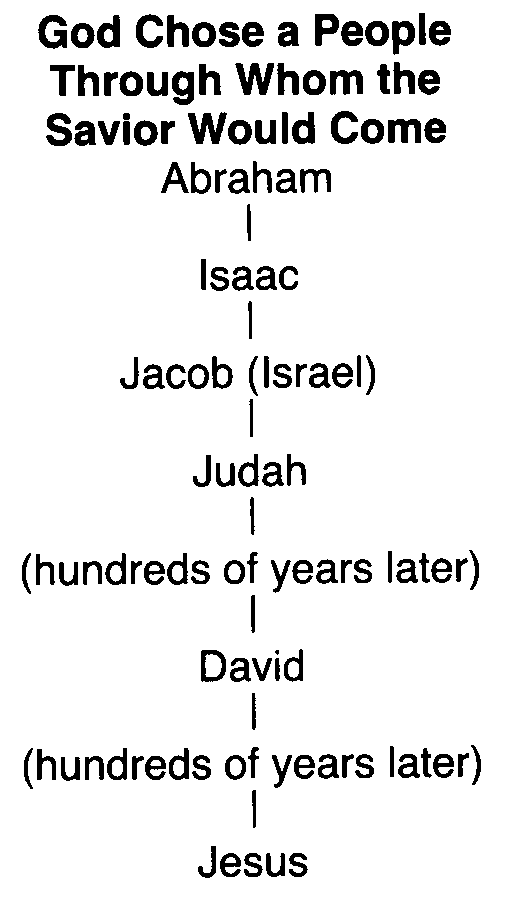 God Chose a People
Through Whom the
Savior Would Come
Abraham
Isaac
Jacob (Israel)
Judah
(hundreds of years later)
David
(hundreds of years later)
Jesus